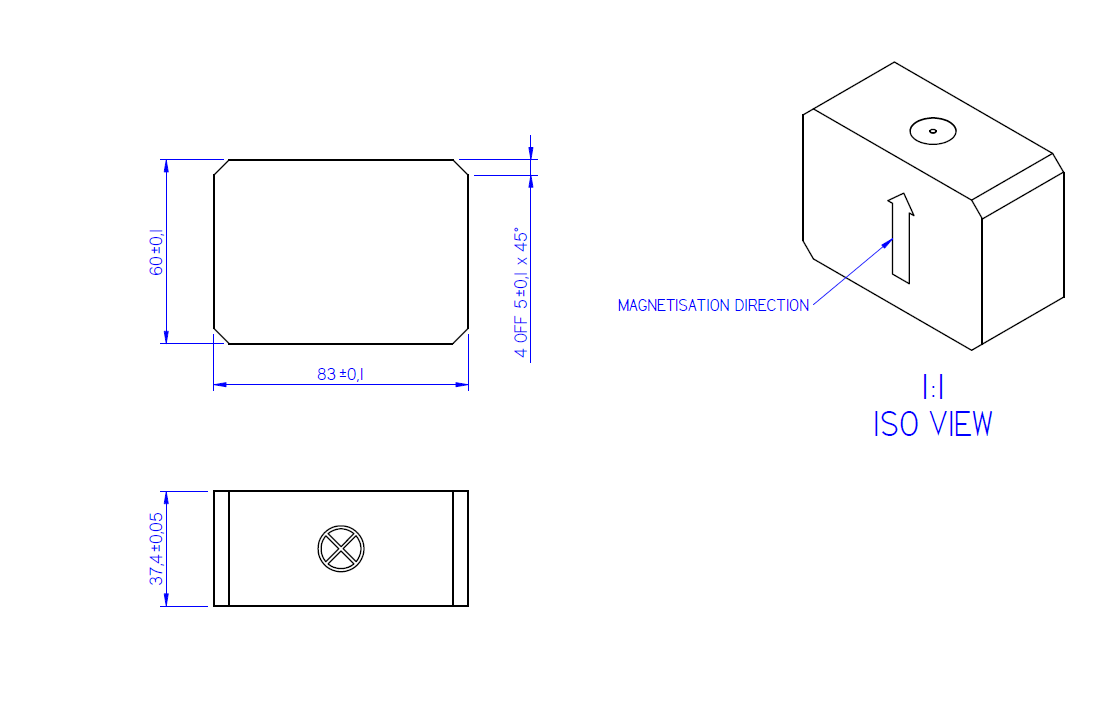 60±0,1
83±0,1
4 OFF 5±0,1 x 45°
37,4±0,05
MAGNETISATION DIRECTION
1:1
ISO VIEW